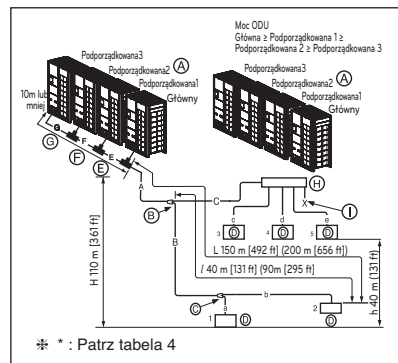 Podporządkowana3
Podporządkowana2
Podporządkowana1
Główny
A
10m lub
mniej
G
F
E
G
F
E
Moc ODU
Główna ≥ Podporządkowana 1 ≥
Podporządkowana 2 ≥ Podporządkowana 3
Podporządkowana3
Podporządkowana2
Podporządkowana1
Główny
A
A
B
C
H
X
I
c
d
e
3 D
4 D
5 D
B
H 110 m [361 ft]
L 150 m [492 ft] (200 m [656 ft])
l 40 m [131 ft] (90m [295 ft]
h 40 m (131 ft)
C
a
b
1 D
2
D
❈ * : Patrz tabela 4